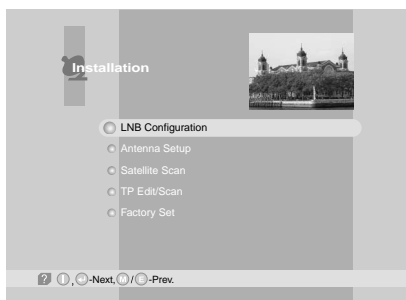 Installation
LNB Configuration
Antenna Setup
Satellite Scan
TP Edit/Scan
Factory Set
? , -Next, M / E -Prev.